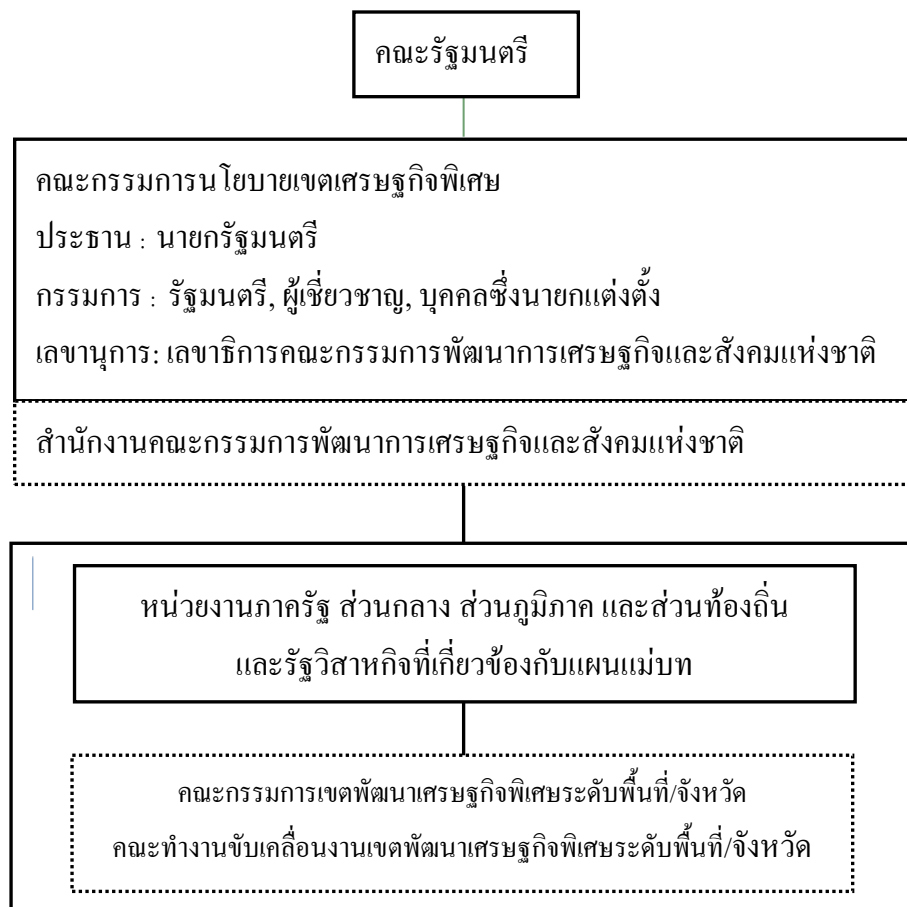 คณะรัฐมนตรี
คณะกรรมการนโยบายเขตเศรษฐกิจพิเศษ
ประธาน : นายกรัฐมนตรี
กรรมการ : รัฐมนตรี, ผู้เชี่ยวชาญ, บุคคลซึ่งนายกแต่งตั้ง
เลขานุการ: เลขาธิการคณะกรรมการพัฒนาการเศรษฐกิจและสังคมแห่งชาติ
สำนักงานคณะกรรมการพัฒนาการเศรษฐกิจและสังคมแห่งชาติ
หน่วยงานภาครัฐ ส่วนกลาง ส่วนภูมิภาค และส่วนท้องถิ่น
และรัฐวิสาหกิจที่เกี่ยวข้องกับแผนแม่บท
คณะกรรมการเขตพัฒนาเศรษฐกิจพิเศษระดับพื้นที่/จังหวัด
คณะทำงานขับเคลื่อนงานเขตพัฒนาเศรษฐกิจพิเศษระดับพื้นที่/จังหวัด